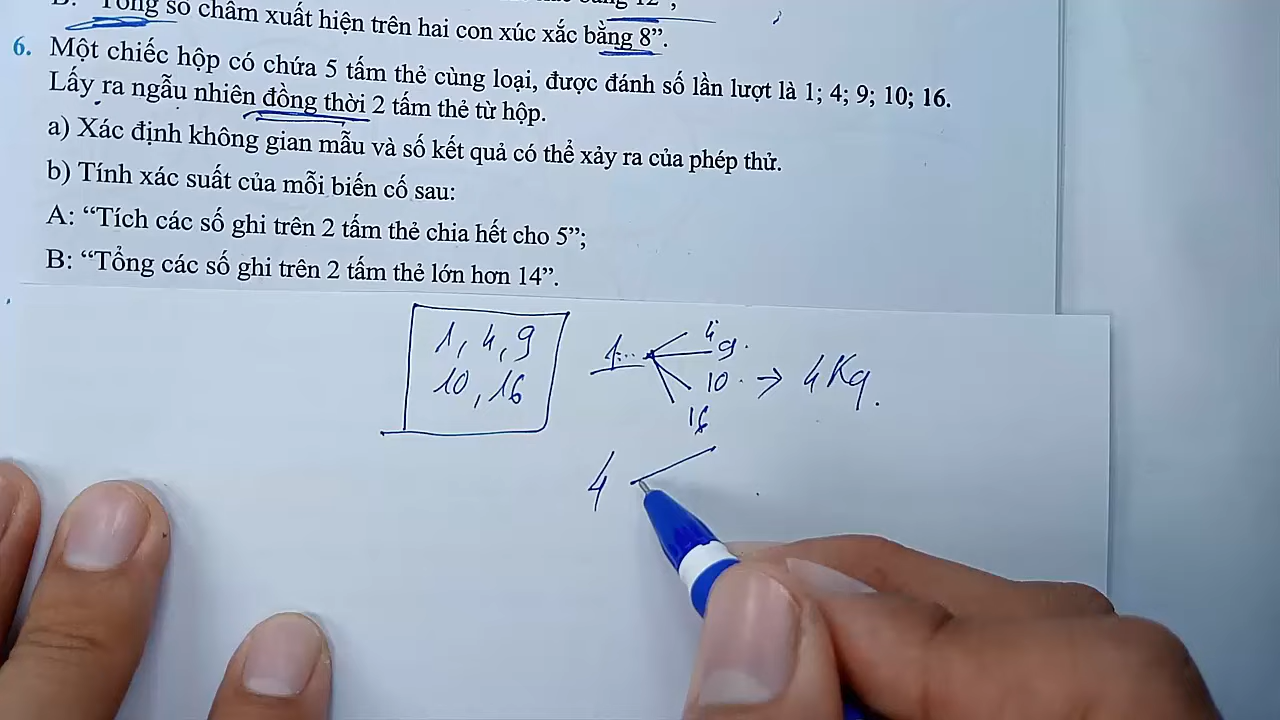 B: “Tổng số chấm xuất hiện trên hai con xúc xắc bằng 8”.
6. Một chiếc hộp có chứa 5 tấm thẻ cùng loại, được đánh số lần lượt là 1; 4; 9; 10; 16.
Lấy ra ngẫu nhiên đồng thời 2 tấm thẻ từ hộp.
a) Xác định không gian mẫu và số kết quả có thể xảy ra của phép thử.
b) Tính xác suất của mỗi biến cố sau:
A: “Tích các số ghi trên 2 tấm thẻ chia hết cho 5”;
B: “Tổng các số ghi trên 2 tấm thẻ lớn hơn 14”.
1, 4, 9
10, 16
1
4
9
10 → 4 Kq.
16
4